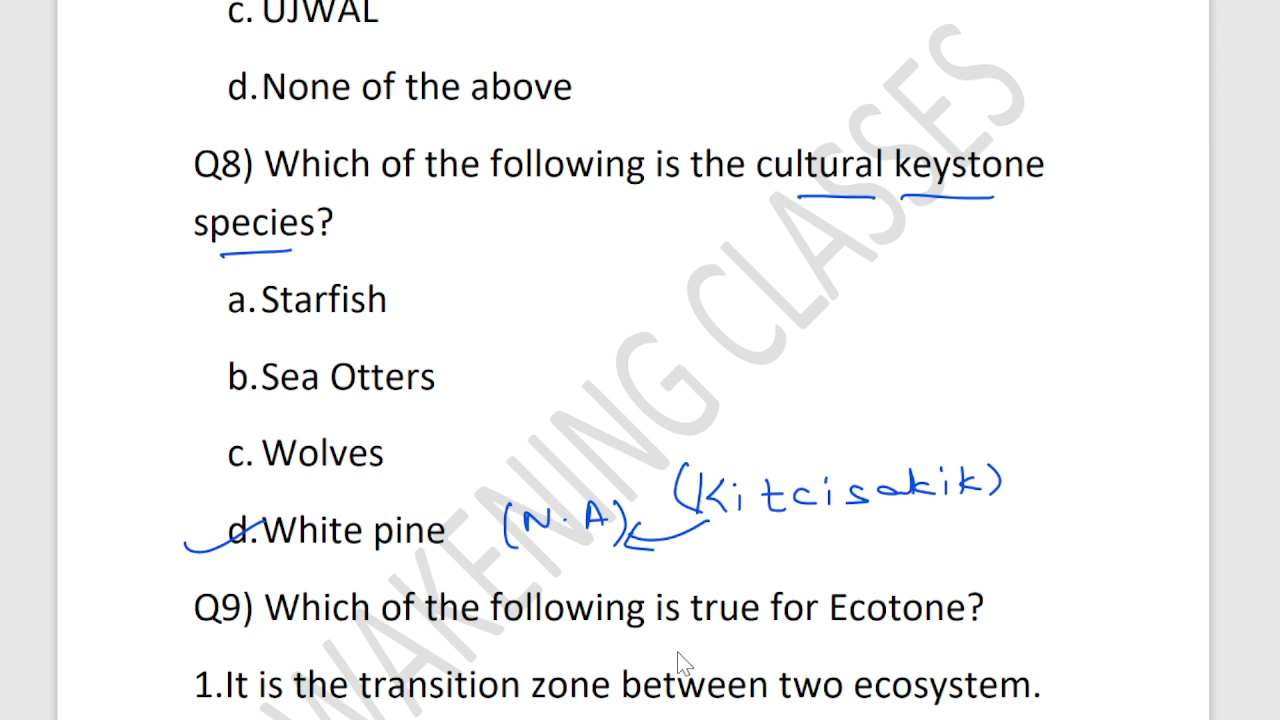 c. UJWAL
d. None of the above
Q8) Which of the following is the cultural keystone
species?
a. Starfish
b. Sea Otters
c. Wolves
(Kitcisakik)
d. White pine (N.A)
Q9) Which of the following is true for Ecotone?
1.It is the transition zone between two ecosystem.
WAKENING CLASSES